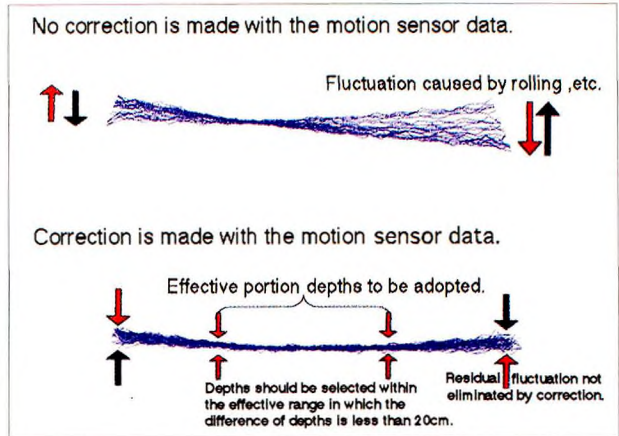 No correction is made with the motion sensor data.
Fluctuation caused by rolling ,etc.
Correction is made with the motion sensor data.
Effective portion depths to be adopted.
Depths should be selected within
the effective range in which the
difference of depths is less than 20cm.
Residual fluctuation not
eliminated by correction.